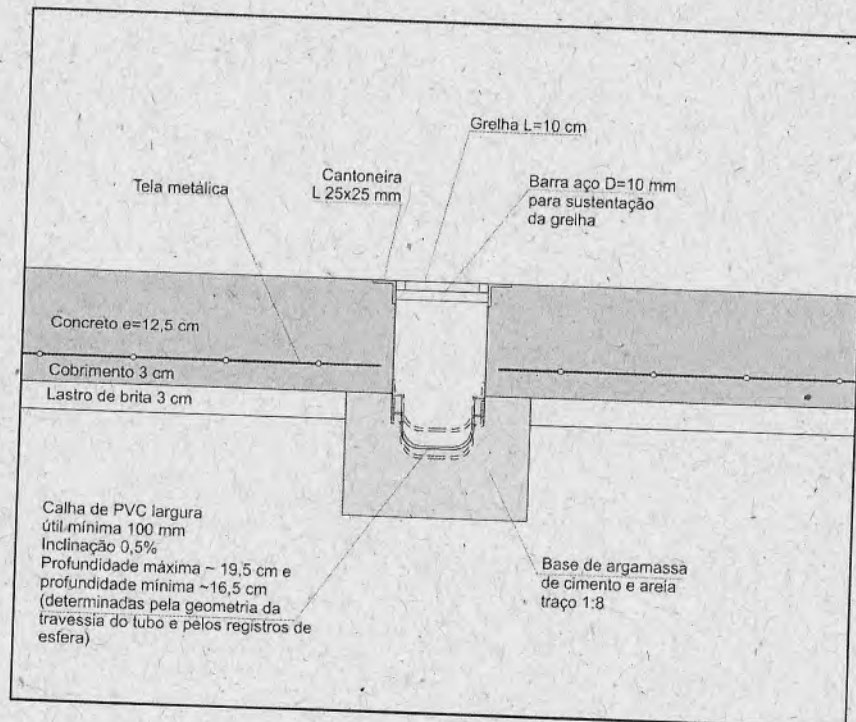 Grelha L=10 cm
Cantoneira
L 25x25 mm
Tela metálica
Barra aço D=10 mm
para sustentação
da grelha
Concreto e=12,5 cm
Cobrimento 3 cm
Lastro de brita 3 cm
Calha de PVC largura
útil mínima 100 mm
Inclinação 0,5%
Profundidade máxima ~ 19,5 cm e
profundidade mínima ~16,5 cm
(determinadas pela geometria da
travessia do tubo e pelos registros de
esfera)
Base de argamassa
de cimento e areia
traço 1:8